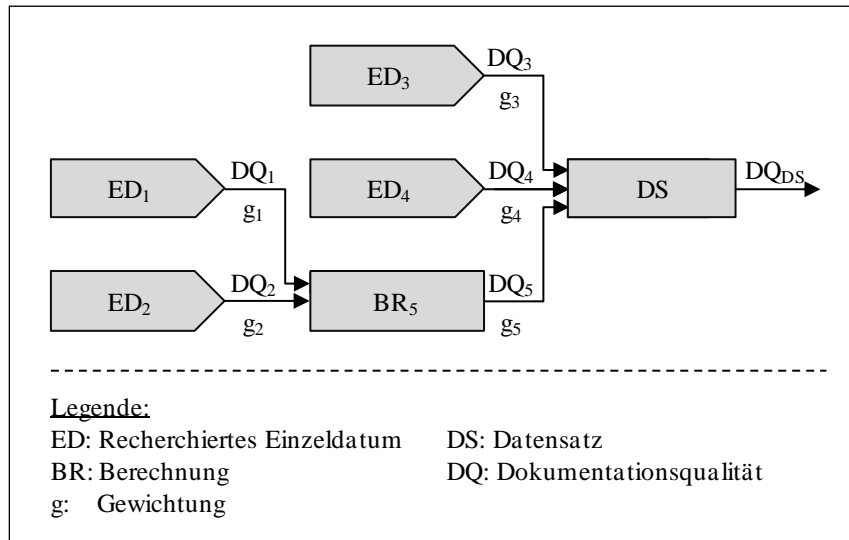 ED3
DQ3
g3
ED1
DQ1
g1
ED4
DQ4
g4
DS
DQDS
ED2
DQ2
g2
BR5
DQ5
g5
Legende:
ED: Recherchiertes Einzeldatum DS: Datensatz
BR: Berechnung DQ: Dokumentationsqualität
g: Gewichtung